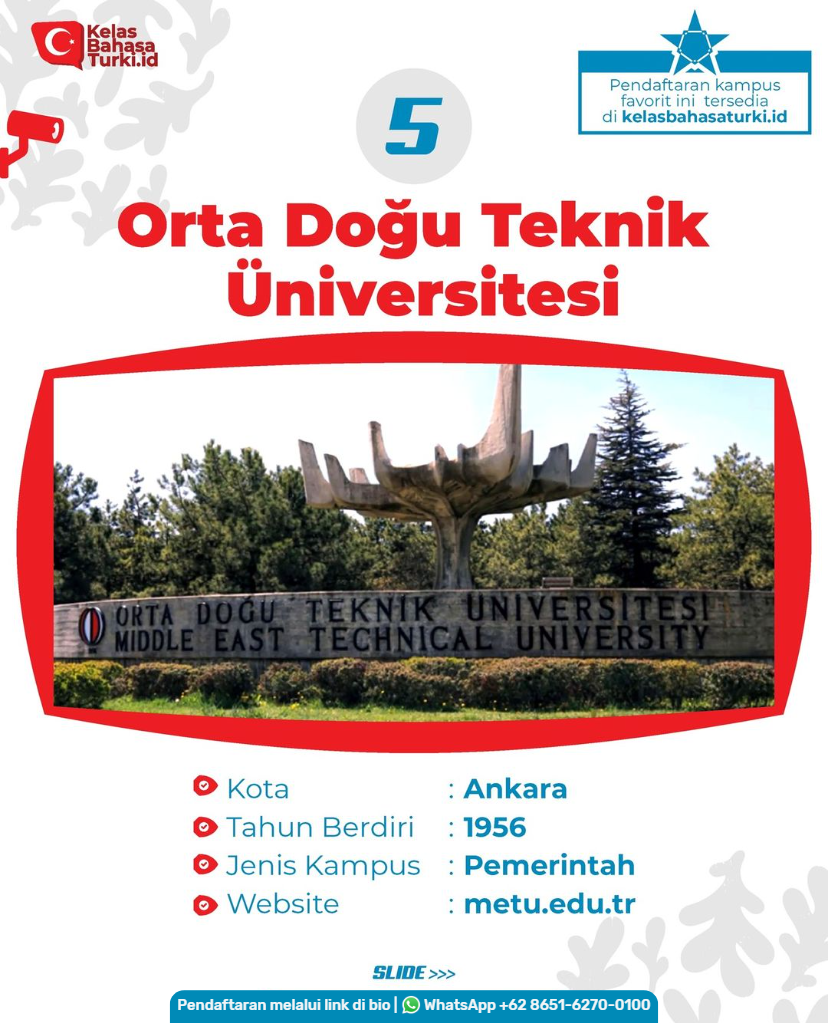 Kelas
Bahasa
Turki.id
Pendaftaran kampus
favorit ini tersedia
di kelasbahasaturki.id
5
Orta Doğu Teknik
Üniversitesi
ORTA DOĞU TEKNİK ÜNİVERSİTESİ
MIDDLE EAST TECHNICAL UNIVERSITY
Kota : Ankara
Tahun Berdiri : 1956
Jenis Kampus : Pemerintah
Website : metu.edu.tr
SLIDE >>>
Pendaftaran melalui link di bio | WhatsApp +62 8651-6270-0100